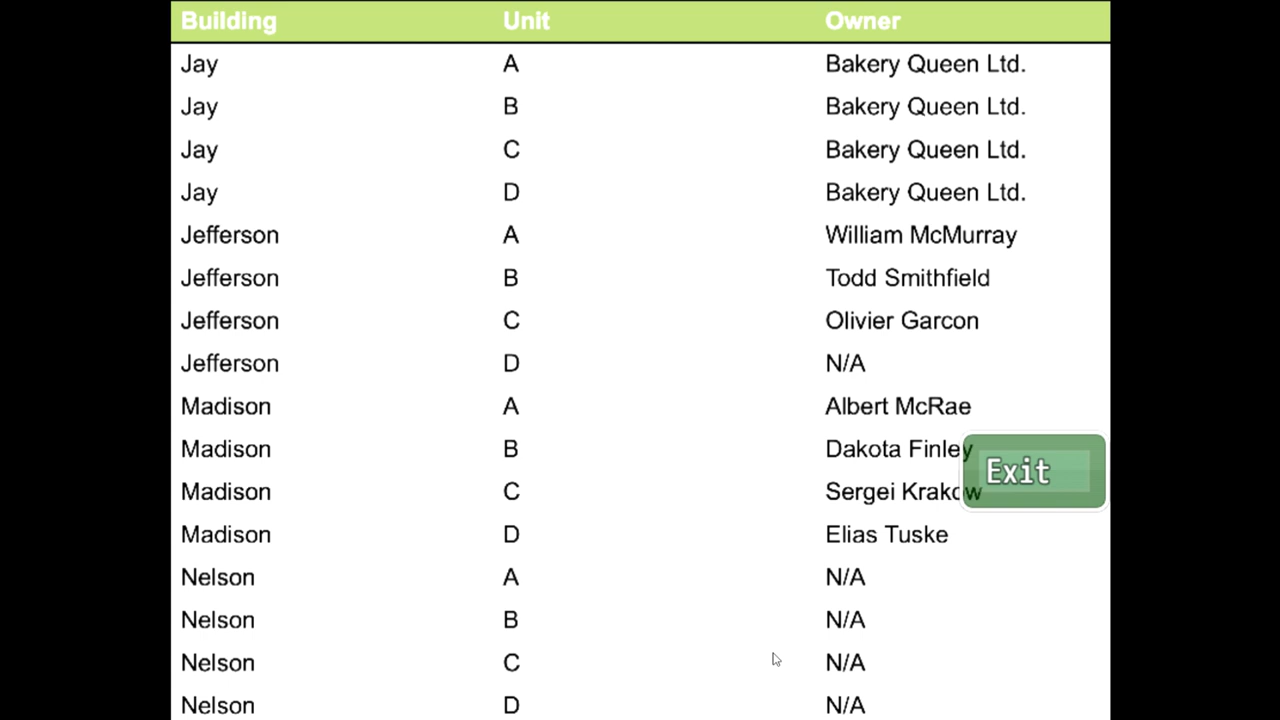 Building Unit Owner
Jay A Bakery Queen Ltd.
Jay B Bakery Queen Ltd.
Jay C Bakery Queen Ltd.
Jay D Bakery Queen Ltd.
Jefferson A William McMurray
Jefferson B Todd Smithfield
Jefferson C Olivier Garcon
Jefferson D N/A
Madison A Albert McRae
Madison B Dakota Finley
Exit
Madison C Sergei Krakow
Madison D Elias Tuske
Nelson A N/A
Nelson B N/A
Nelson C N/A
Nelson D N/A